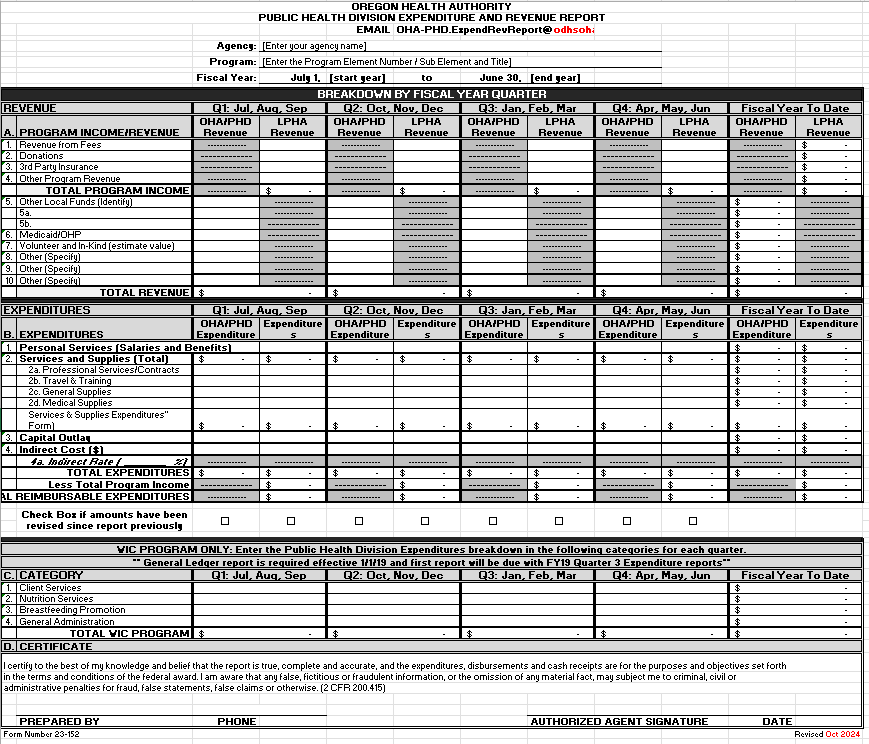 OREGON HEALTH AUTHORITY
PUBLIC HEALTH DIVISION EXPENDITURE AND REVENUE REPORT
EMAIL OHA-PHD.ExpendRevReport@odhsoha
Agency: [Enter your agency name]
Program: [Enter the Program Element Number / Sub Element and Title]
Fiscal Year: July 1, [start year] to June 30, [end year]
BREAKDOWN BY FISCAL YEAR QUARTER
REVENUE Q1: Jul, Aug, Sep Q2: Oct, Nov, Dec Q3: Jan, Feb, Mar Q4: Apr, May, Jun Fiscal Year To Date
OHA/PHD LPHA OHA/PHD LPHA OHA/PHD LPHA OHA/PHD LPHA OHA/PHD LPHA
A. PROGRAM INCOME/REVENUE Revenue Revenue Revenue Revenue Revenue Revenue Revenue Revenue Revenue Revenue
1. Revenue from Fees ----------- ----------- ----------- ----------- ----------- $ -
2. Donations ----------- ----------- ----------- ----------- ----------- $ -
3. 3rd Party Insurance ----------- ----------- ----------- ----------- ----------- $ -
4. Other Program Revenue ----------- ----------- ----------- ----------- ----------- $ -
TOTAL PROGRAM INCOME ----------- $ - ----------- $ - ----------- $ - ----------- $ - ----------- $ -
5. Other Local Funds (Identify) ----------- ----------- ----------- ----------- $ - -----------
5a. ----------- ----------- ----------- ----------- $ - -----------
5b. ----------- ----------- ----------- ----------- $ - -----------
6. Medicaid/OHP ----------- ----------- ----------- ----------- $ - -----------
7. Volunteer and In-Kind (estimate value) ----------- ----------- ----------- ----------- $ - -----------
8. Other (Specify) ----------- ----------- ----------- ----------- $ - -----------
9. Other (Specify) ----------- ----------- ----------- ----------- $ - -----------
10 Other (Specify) ----------- ----------- ----------- ----------- $ - -----------
TOTAL REVENUE $ - $ - $ - $ - $ -
EXPENDITURES Q1: Jul, Aug, Sep Q2: Oct, Nov, Dec Q3: Jan, Feb, Mar Q4: Apr, May, Jun Fiscal Year To Date
OHA/PHD Expenditure OHA/PHD Expenditure OHA/PHD Expenditure OHA/PHD Expenditure OHA/PHD Expenditure
B. EXPENDITURES Expenditure s Expenditure s Expenditure s Expenditure s Expenditure s
1. Personal Services (Salaries and Benefits) $ - $ -
2. Services and Supplies (Total) $ - $ - $ - $ - $ - $ - $ - $ - $ - $ -
2a. Professional Services/Contracts $ - $ -
2b. Travel & Training $ - $ -
2c. General Supplies $ - $ -
2d. Medical Supplies $ - $ -
Services & Supplies Expenditures"
Form) $ - $ - $ - $ - $ - $ - $ - $ - $ - $ -
3. Capital Outlay $ - $ -
4. Indirect Cost ($) $ - $ -
4a. Indirect Rate (______%) ----------- ----------- ----------- ----------- ----------- ----------- ----------- ----------- ----------- -----------
TOTAL EXPENDITURES $ - $ - $ - $ - $ - $ - $ - $ - $ - $ -
Less Total Program Income ----------- $ - ----------- $ - ----------- $ - ----------- $ - ----------- $ -
AL REIMBURSABLE EXPENDITURES ----------- $ - ----------- $ - ----------- $ - ----------- $ - ----------- $ -
Check Box if amounts have been
revised since report previously ☐ ☐ ☐ ☐ ☐ ☐ ☐ ☐
WIC PROGRAM ONLY: Enter the Public Health Division Expenditures breakdown in the following categories for each quarter.
** General Ledger report is required effective 1/1/19 and first report will be due with FY19 Quarter 3 Expenditure reports**
C. CATEGORY Q1: Jul, Aug, Sep Q2: Oct, Nov, Dec Q3: Jan, Feb, Mar Q4: Apr, May, Jun Fiscal Year To Date
1. Client Services $ -
2. Nutrition Services $ -
3. Breastfeeding Promotion $ -
4. General Administration $ -
TOTAL WIC PROGRAM $ - $ - $ - $ - $ -
D. CERTIFICATE
I certify to the best of my knowledge and belief that the report is true, complete and accurate, and the expenditures, disbursements and cash receipts are for the purposes and objectives set forth
in the terms and conditions of the federal award. I am aware that any false, fictitious or fraudulent information, or the omission of any material fact, may subject me to criminal, civil or
administrative penalties for fraud, false statements, false claims or otherwise. (2 CFR 200.415)
PREPARED BY PHONE AUTHORIZED AGENT SIGNATURE DATE
Form Number 23-152 Revised Oct 2024